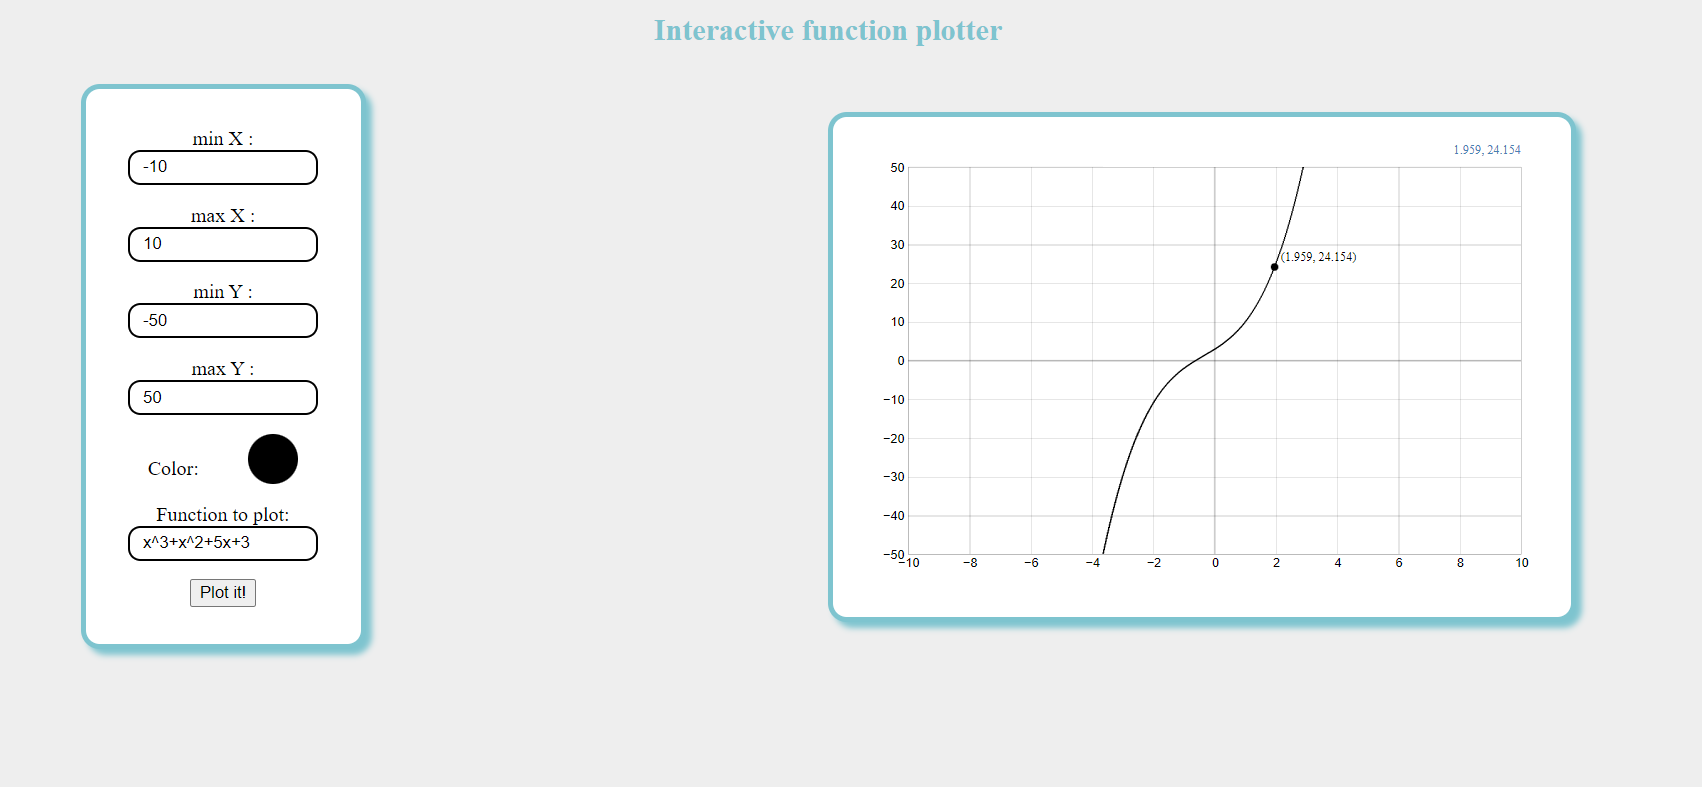 Interactive function plotter
min X :
-10
max X :
10
min Y :
-50
max Y :
50
Color:
Function to plot:
x^3+x^2+5x+3
Plot it!
1.959, 24.154
50
40
30
(1.959, 24.154)
20
10
0
−10
−20
−30
−40
−50
−10 −8 −6 −4 −2 0 2 4 6 8 10